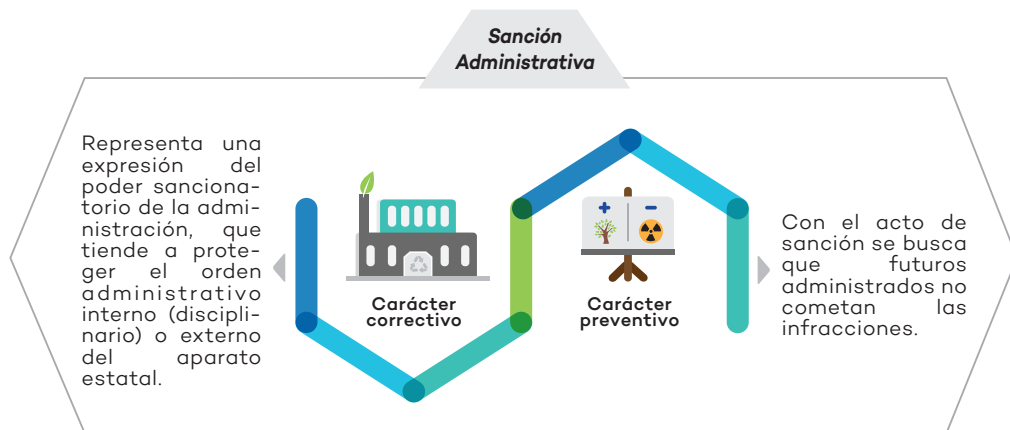 Sanción
Administrativa
Representa una
expresión del
poder sanciona-
torio de la admi-
nistración, que
tiende a prote-
ger el orden
administrativo
interno (discipli-
nario) o externo
del aparato
estatal.
Carácter
correctivo
Carácter
preventivo
Con el acto de
sanción se busca
que futuros
administrados no
cometan las
infracciones.